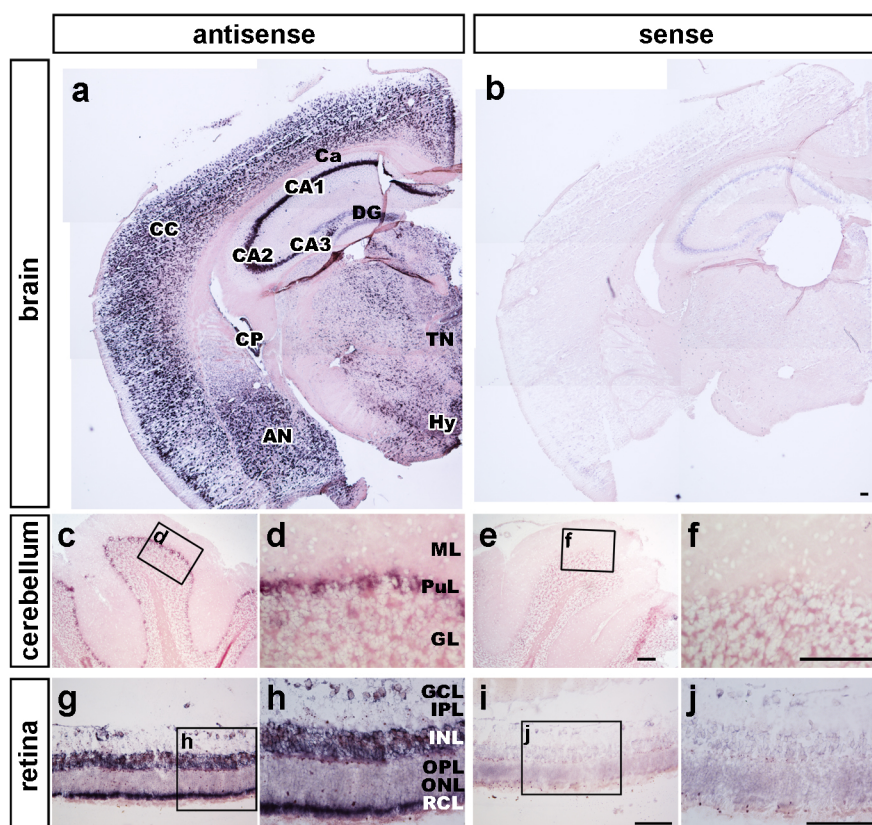 antisense
sense
brain
a
Ca
CA1
DG
CC
CA3
CA2
CP
TN
AN
Hy
b
cerebellum
c
d
d
ML
PuL
GL
e
f
f
retina
g
h
h
GCL
IPL
INL
OPL
ONL
RCL
i
j
j